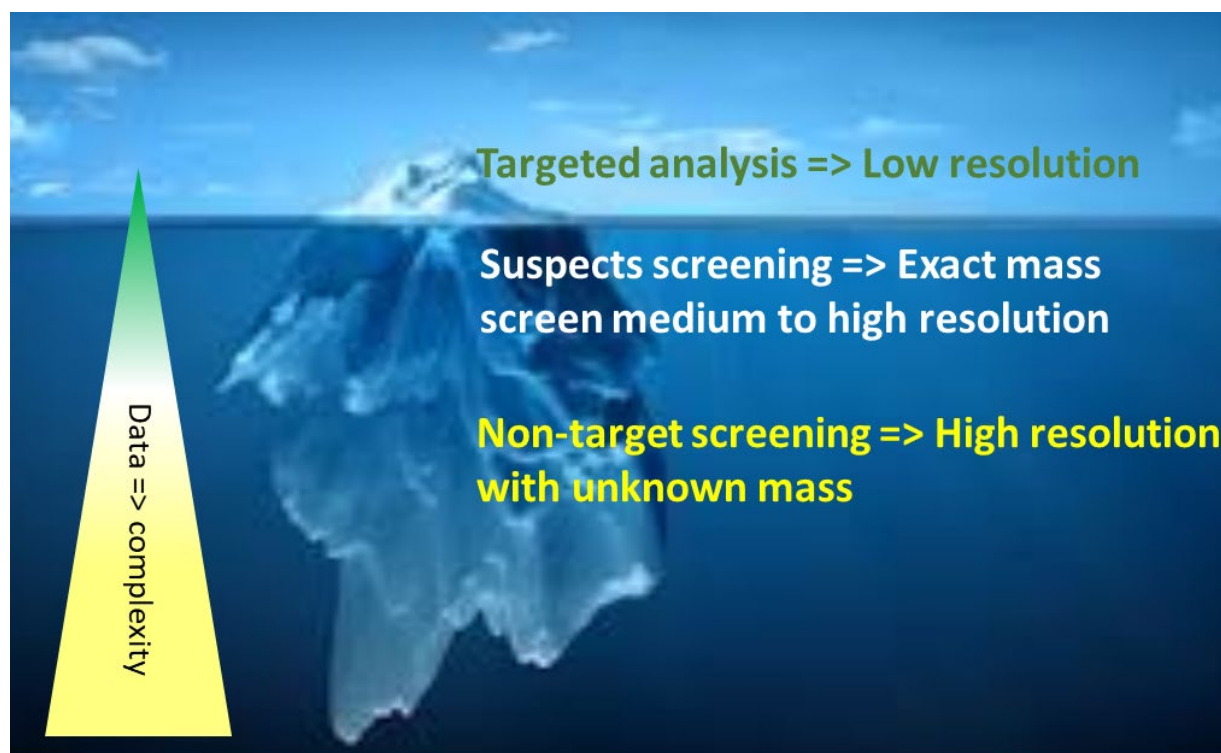 Targeted analysis => Low resolution
Suspects screening => Exact mass
screen medium to high resolution
Non-target screening => High resolution
with unknown mass
Data => complexity